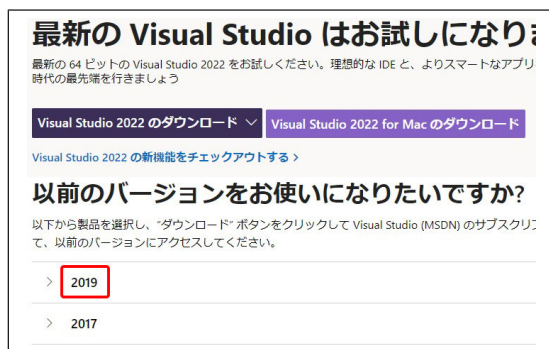 最新の Visual Studio はお試しになりま
最新の 64 ビットの Visual Studio 2022 をお試しください。理想的な IDE と、よりスマートなアプリ
時代の最先端を行きましょう
Visual Studio 2022 のダウンロード
Visual Studio 2022 for Mac のダウンロード
Visual Studio 2022 の新機能をチェックアウトする >
以前のバージョンをお使いになりたいですか?
以下から製品を選択し、"ダウンロード" ボタンをクリックして Visual Studio (MSDN) のサブスクリプ
て、以前のバージョンにアクセスしてください。
2019
2017